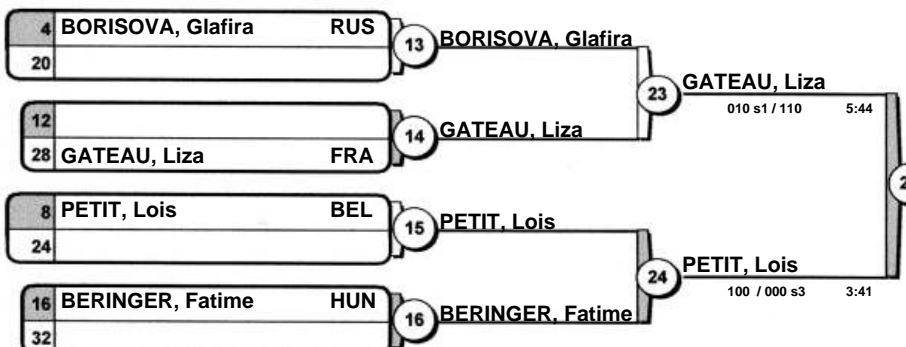 4 BORISOVA, Glafira RUS
20
13 BORISOVA, Glafira
12
28 GATEAU, Liza FRA
14 GATEAU, Liza
23 GATEAU, Liza
010 s1 / 110 5:44
8 PETIT, Lois BEL
24
15 PETIT, Lois
16 BERINGER, Fatime HUN
32
16 BERINGER, Fatime
24 PETIT, Lois
100 / 000 s3 3:41